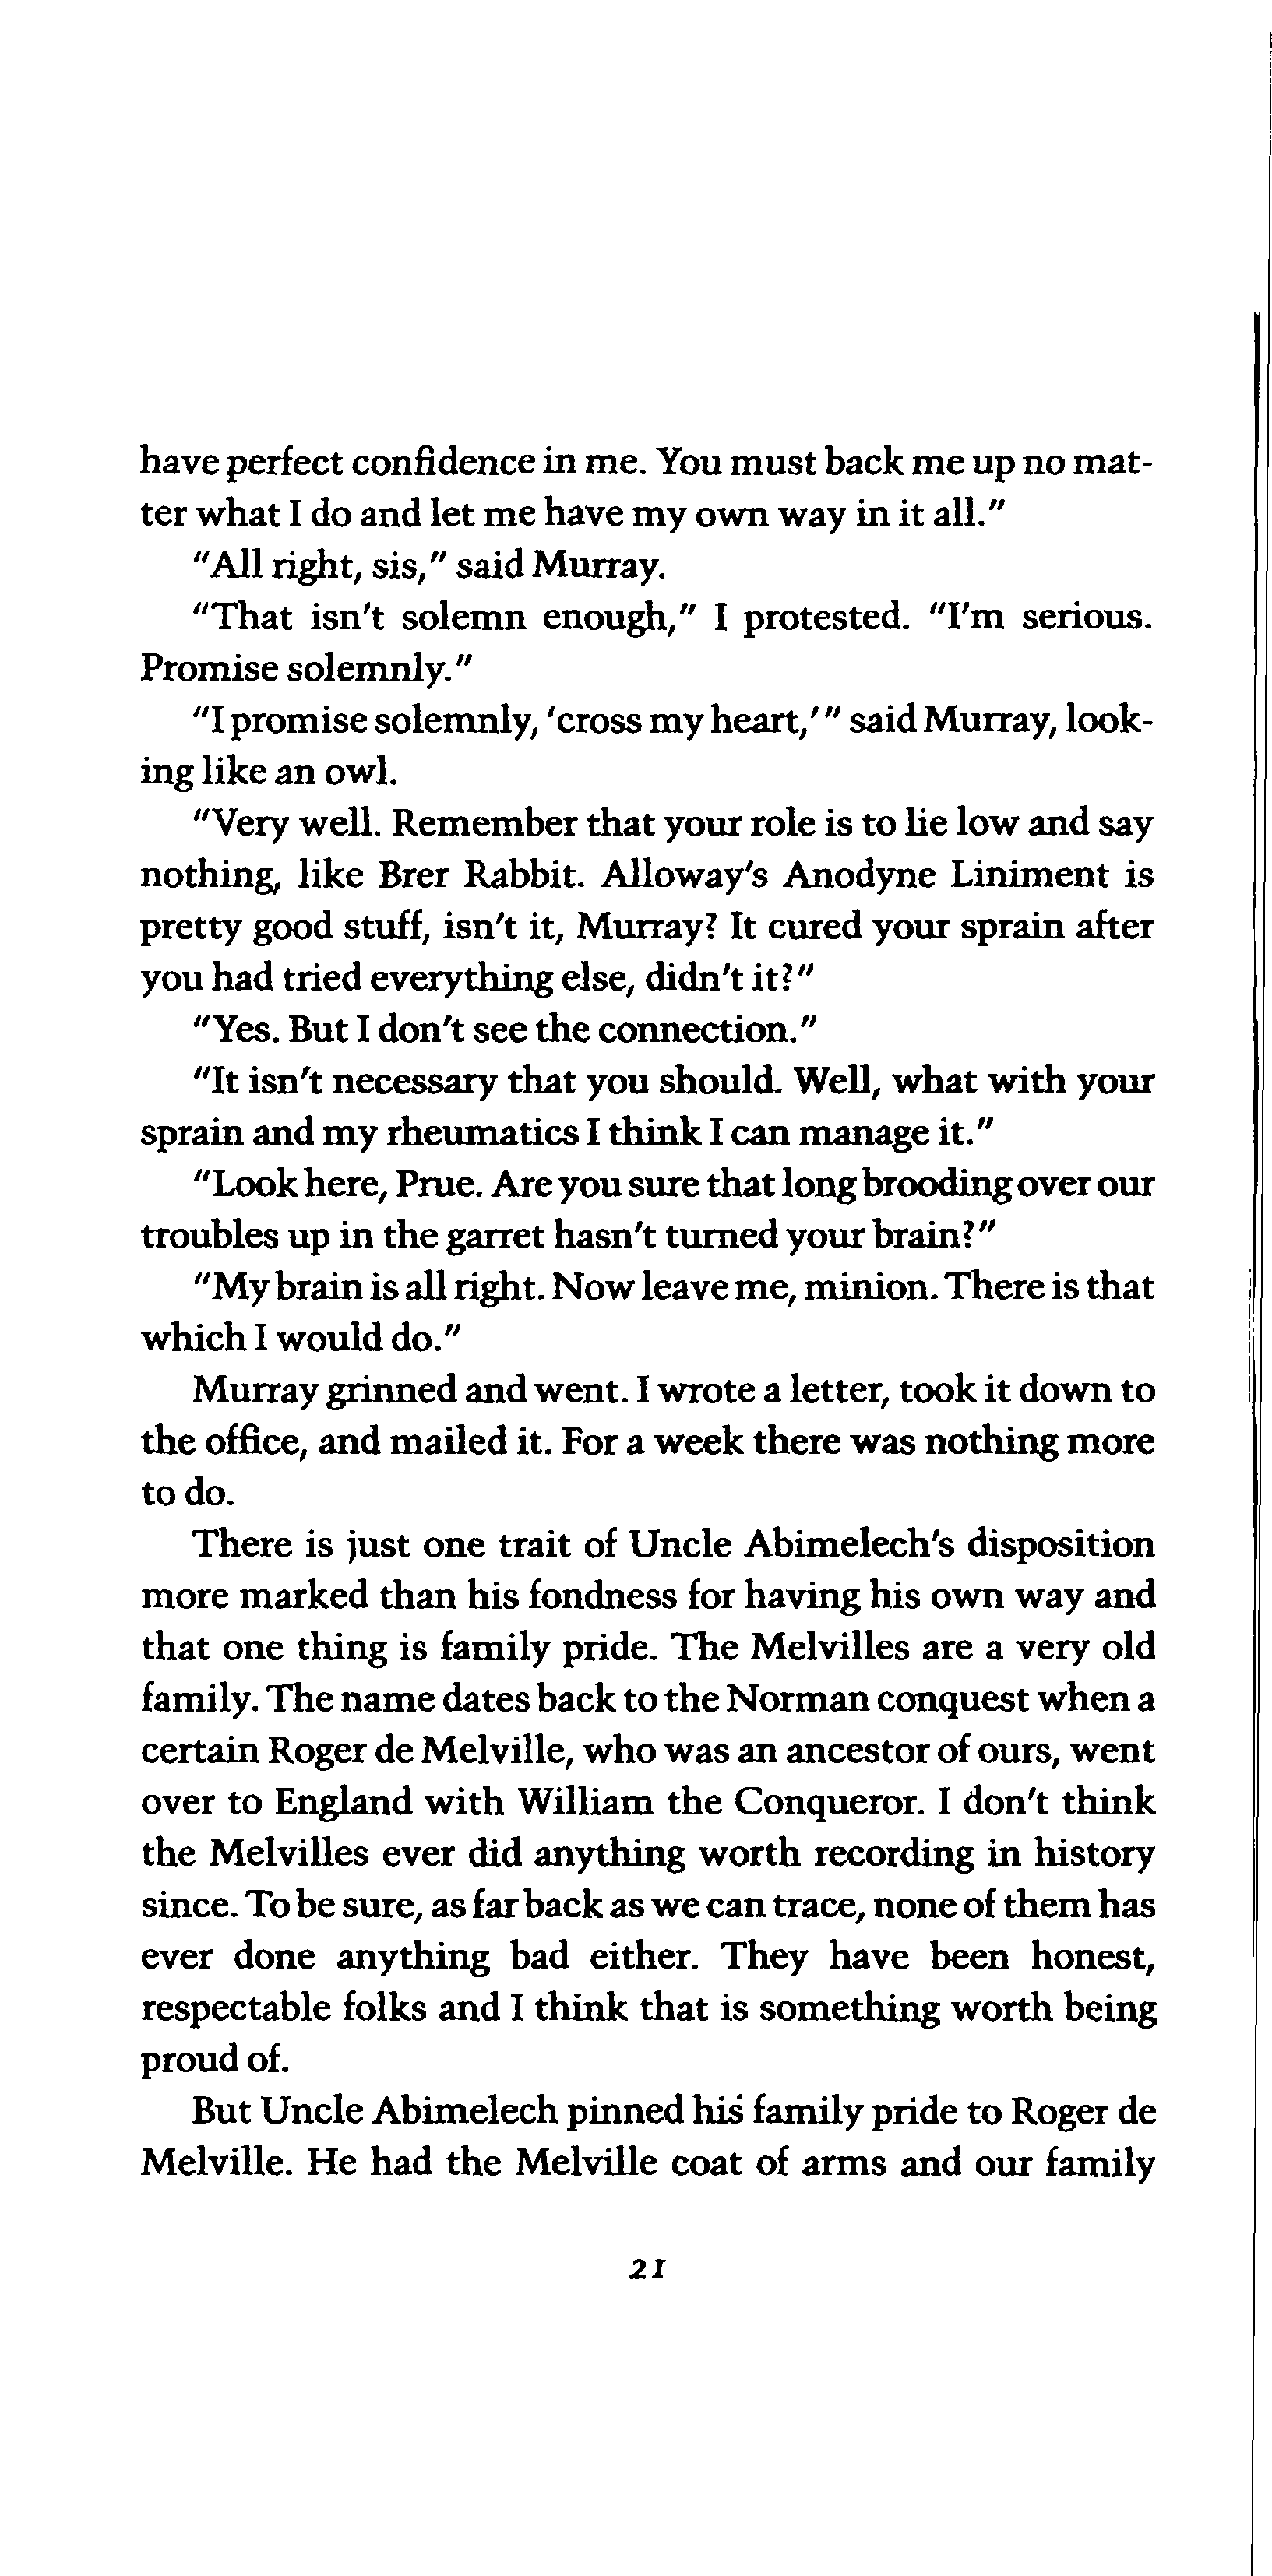 have perfect confidence in me. You must back me up no mat-
ter what I do and let me have my own way in it all."
"All right, sis," said Murray.
"That isn't solemn enough," I protested. "I'm serious.
Promise solemnly."
"I promise solemnly, 'cross my heart,'" said Murray, look-
ing like an owl.
"Very well. Remember that your role is to lie low and say
nothing, like Brer Rabbit. Alloway's Anodyne Liniment is
pretty good stuff, isn't it, Murray? It cured your sprain after
you had tried everything else, didn't it?"
"Yes. But I don't see the connection."
"It isn't necessary that you should. Well, what with your
sprain and my rheumatics I think I can manage it."
"Look here, Prue. Are you sure that long brooding over our
troubles up in the garret hasn't turned your brain?"
"My brain is all right. Now leave me, minion. There is that
which I would do."
Murray grinned and went. I wrote a letter, took it down to
the office, and mailed it. For a week there was nothing more
to do.
There is just one trait of Uncle Abimelech's disposition
more marked than his fondness for having his own way and
that one thing is family pride. The Melvilles are a very old
family. The name dates back to the Norman conquest when a
certain Roger de Melville, who was an ancestor of ours, went
over to England with William the Conqueror. I don't think
the Melvilles ever did anything worth recording in history
since. To be sure, as far back as we can trace, none of them has
ever done anything bad either. They have been honest,
respectable folks and I think that is something worth being
proud of.
But Uncle Abimelech pinned his family pride to Roger de
Melville. He had the Melville coat of arms and our family
21